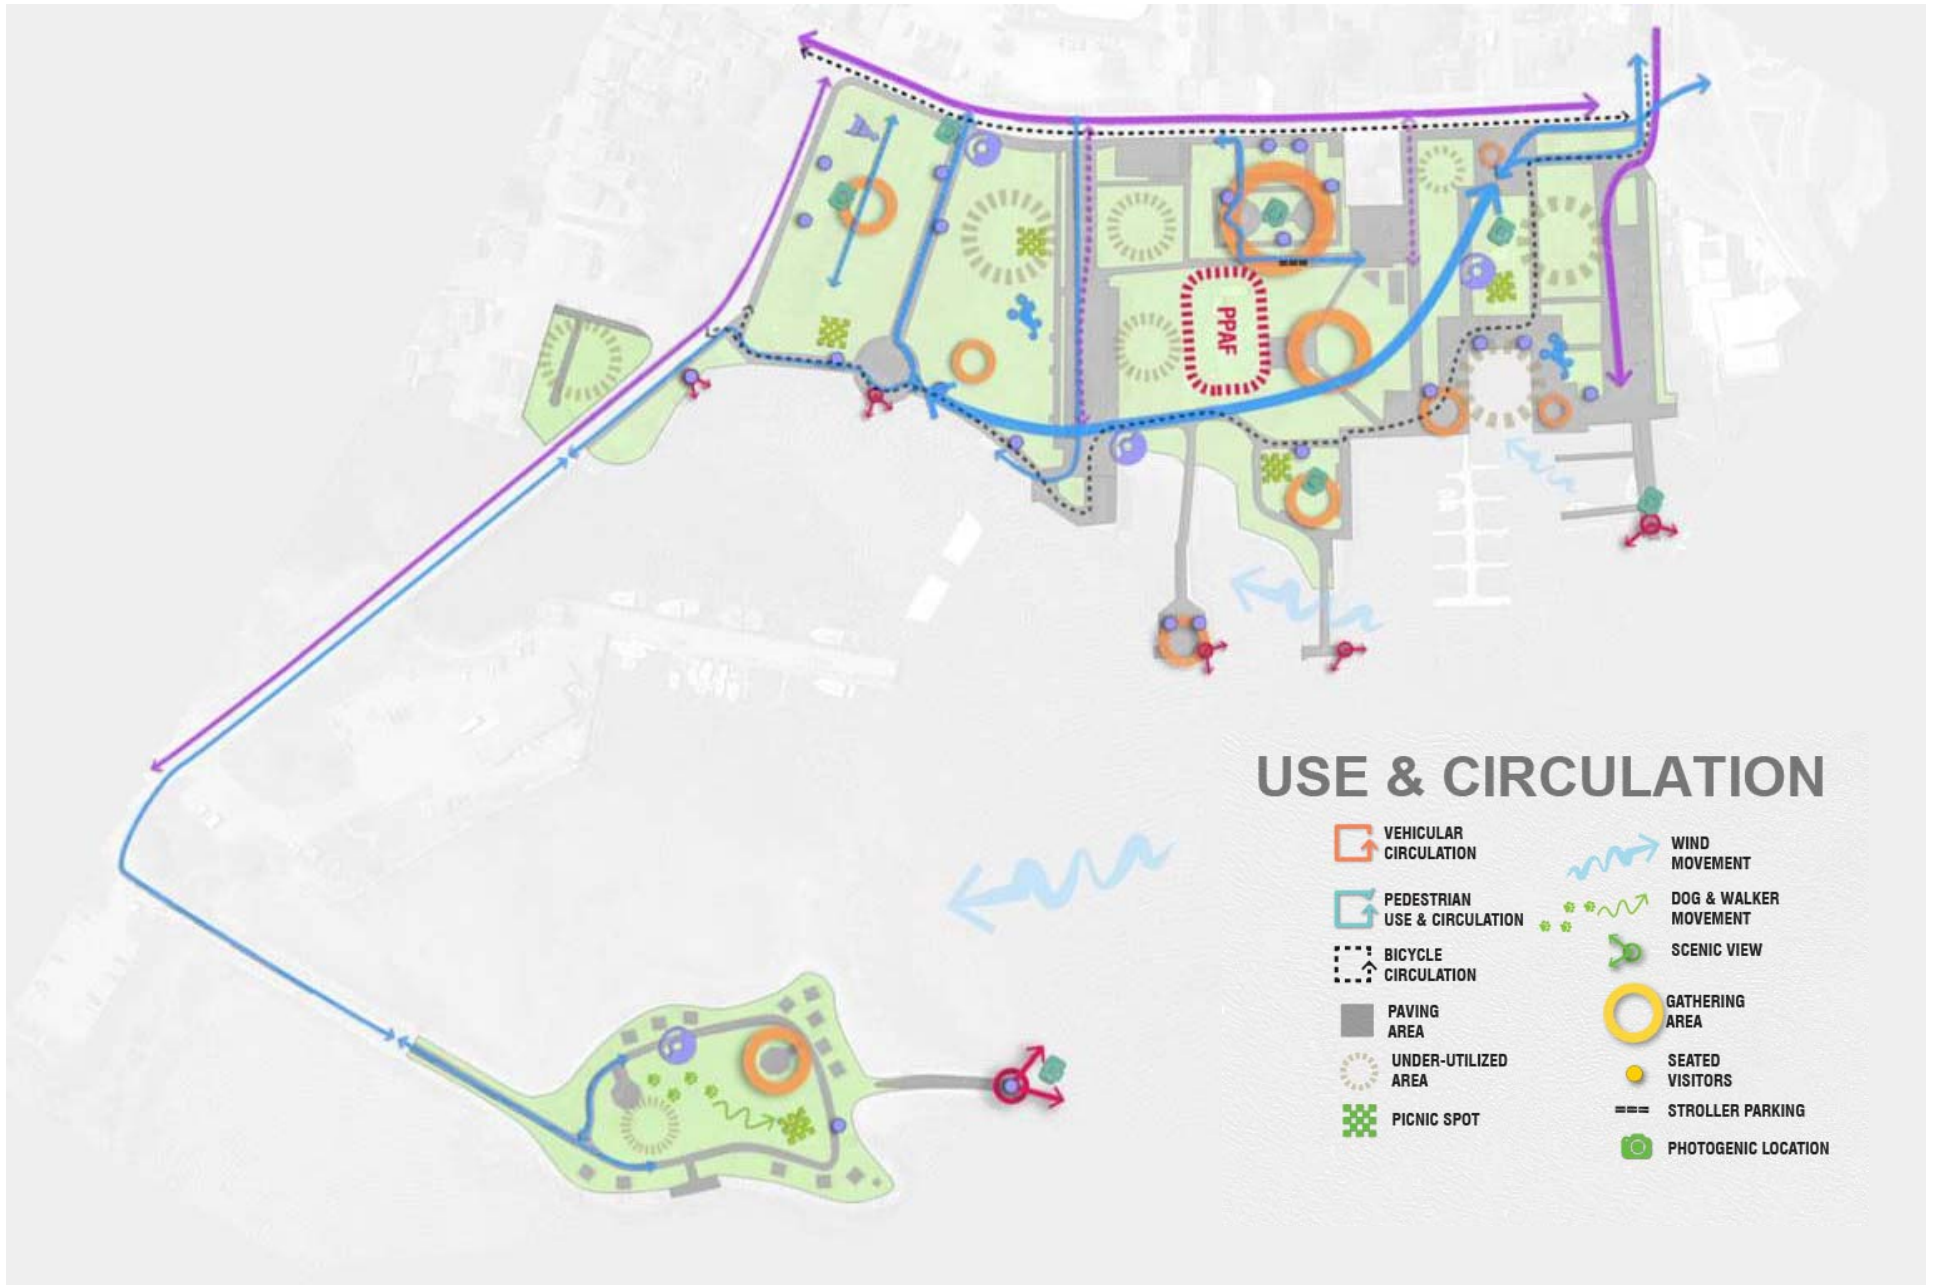 PPAF
USE & CIRCULATION
VEHICULAR
CIRCULATION
PEDESTRIAN
USE & CIRCULATION
BICYCLE
CIRCULATION
PAVING
AREA
UNDER-UTILIZED
AREA
PICNIC SPOT
WIND
MOVEMENT
DOG & WALKER
MOVEMENT
SCENIC VIEW
GATHERING
AREA
SEATED
VISITORS
STROLLER PARKING
PHOTOGENIC LOCATION